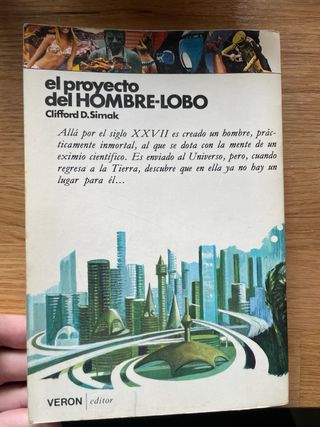 el proyecto
del HOMBRE-LOBO
Clifford D. Simak
Allá por el siglo XXVII es creado un hombre, prác-
ticamente inmortal, al que se dota con la mente de un
eximio científico. Es enviado al Universo, pero, cuando
regresa a la Tierra, descubre que en ella ya no hay un
lugar para él...
VERON editor